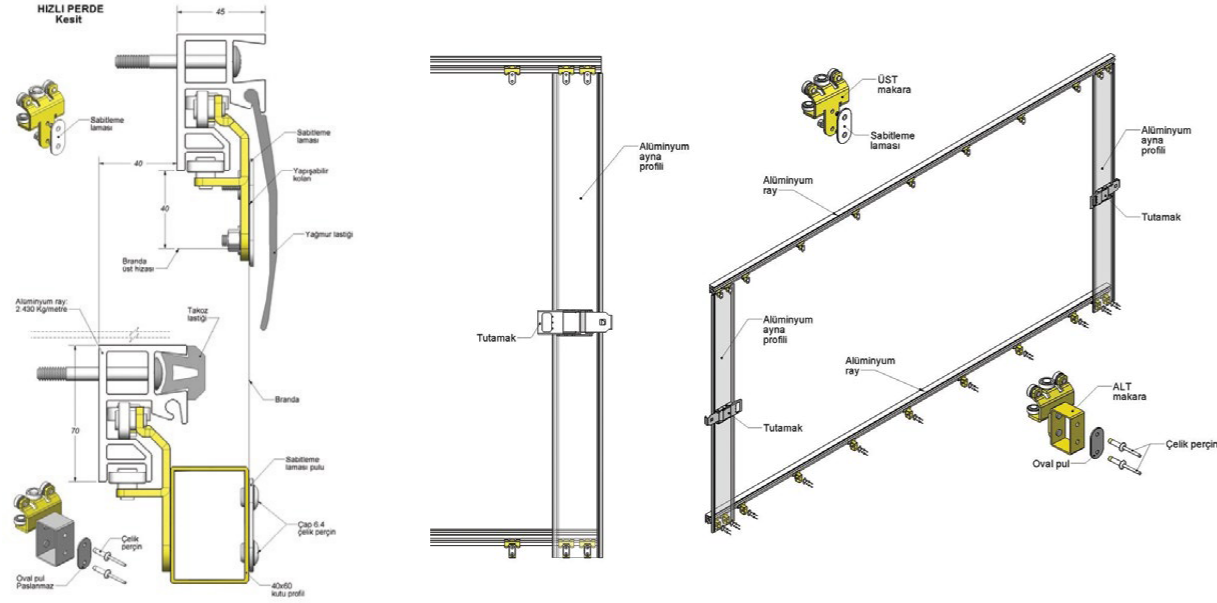 HIZLI PERDE
Kesit
45
Sabitleme
laması
Sabitleme
laması
40
Yapışabilir
kolan
40
Yağmur lastiği
Branda
üst hizası
Alüminyum ray:
2.430 Kg/metre
Takoz
lastiği
Branda
70
Sabitleme
laması pulu
Çap 6.4
çelik perçin
Çelik
perçin
Oval pul
Paslanmaz
40x60
kutu profil
Alüminyum
ayna
profili
Tutamak
ÜST
makara
Sabitleme
laması
Alüminyum
ayna
profili
Alüminyum
ray
Tutamak
Alüminyum
ayna
profili
Alüminyum
ray
Tutamak
ALT
makara
Çelik perçin
Oval pul